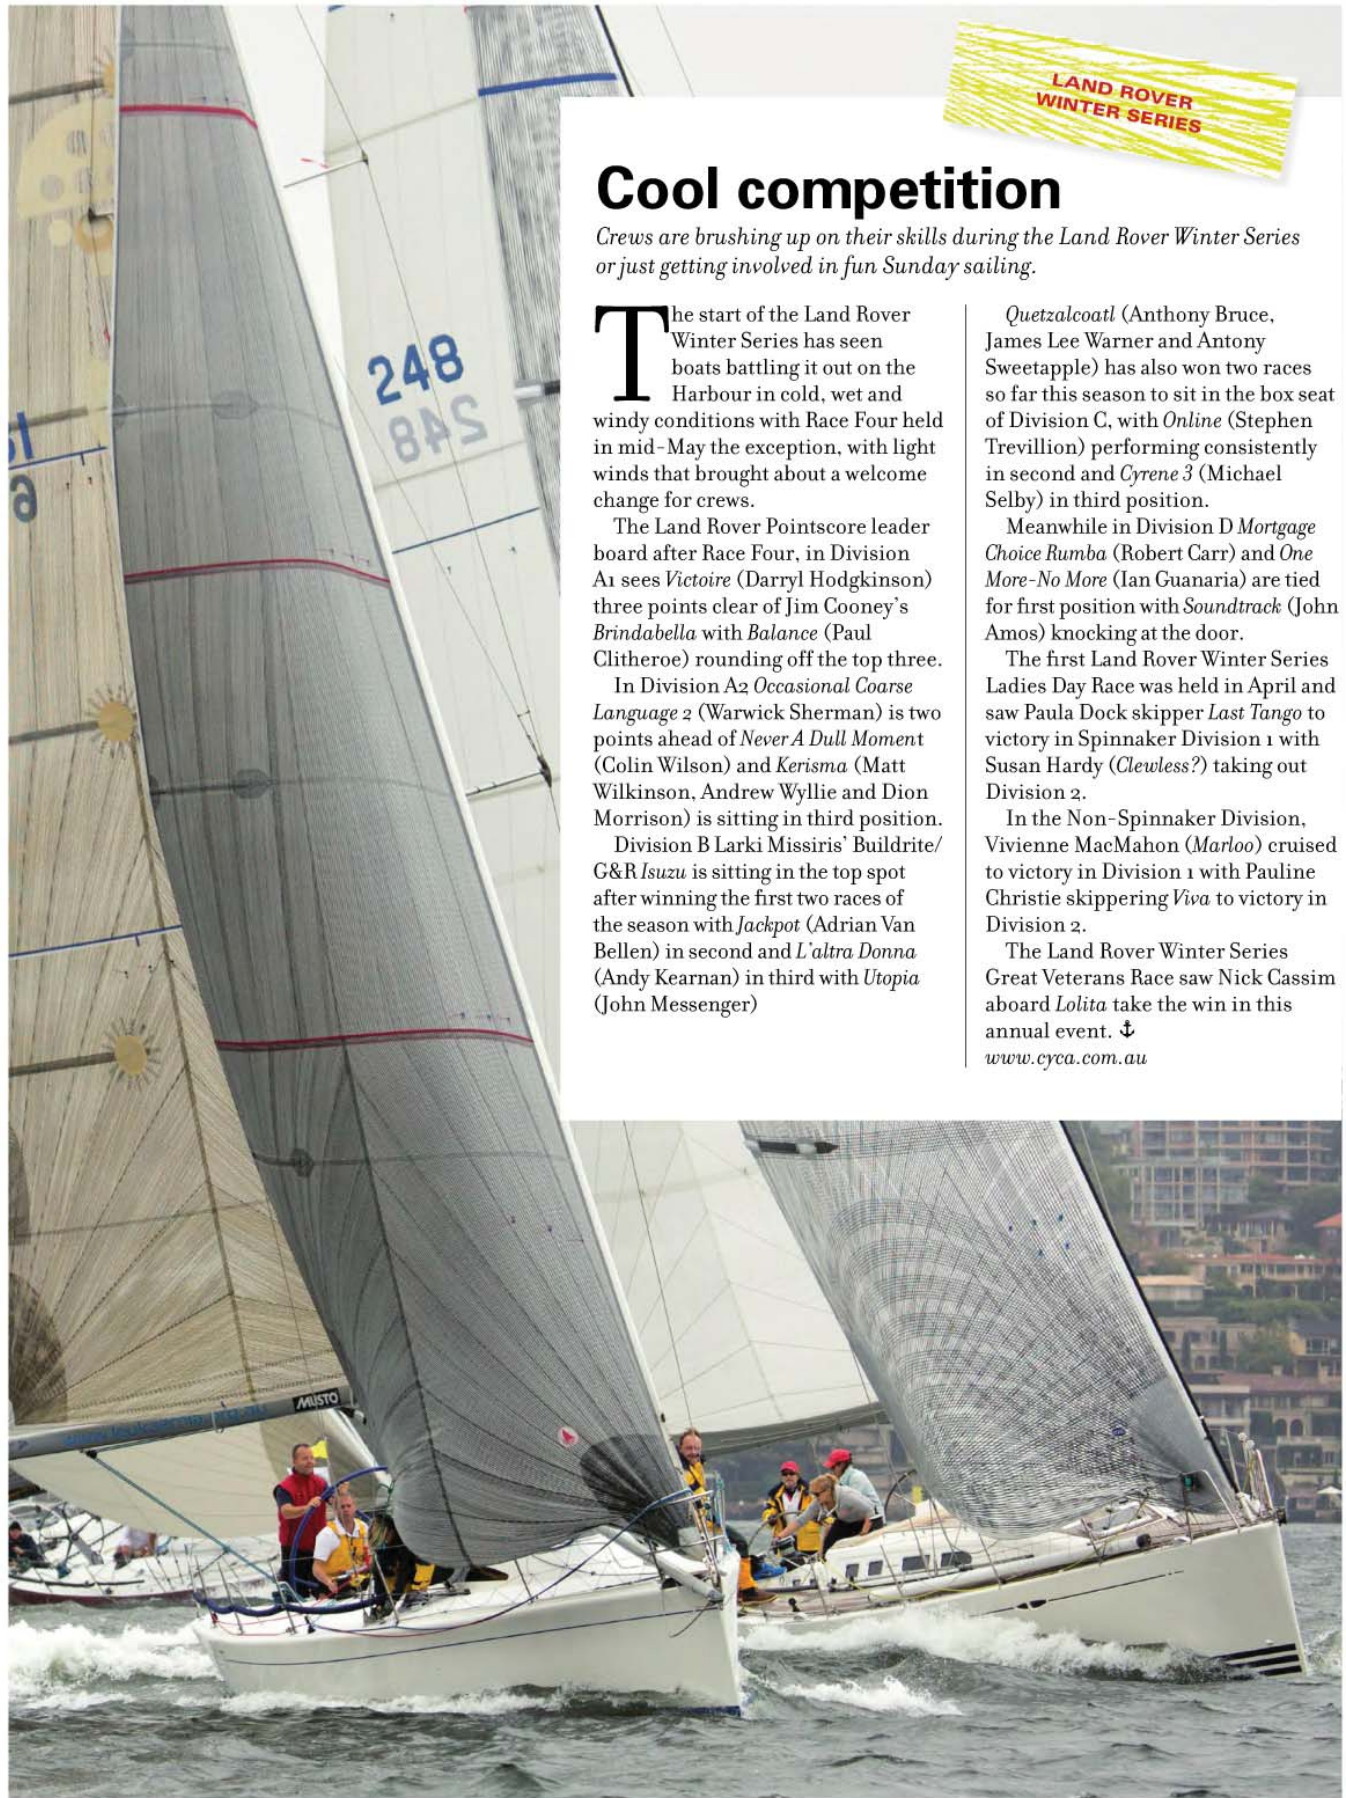 LAND ROVER
WINTER SERIES
Cool competition
Crews are brushing up on their skills during the Land Rover Winter Series
or just getting involved in fun Sunday sailing.
The start of the Land Rover
Winter Series has seen
boats battling it out on the
Harbour in cold, wet and
windy conditions with Race Four held
in mid-May the exception, with light
winds that brought about a welcome
change for crews.
The Land Rover Pointscore leader
board after Race Four, in Division
A1 sees Victoire (Darryl Hodgkinson)
three points clear of Jim Cooney's
Brindabella with Balance (Paul
Clitheroe) rounding off the top three.
In Division A2 Occasional Coarse
Language 2 (Warwick Sherman) is two
points ahead of Never A Dull Moment
(Colin Wilson) and Kerisma (Matt
Wilkinson, Andrew Wyllie and Dion
Morrison) is sitting in third position.
Division B Larki Missiris' Buildrite/
G&R Isuzu is sitting in the top spot
after winning the first two races of
the season with Jackpot (Adrian Van
Bellen) in second and L'altra Donna
(Andy Kearnan) in third with Utopia
(John Messenger)
Quetzalcoatl (Anthony Bruce,
James Lee Warner and Antony
Sweetapple) has also won two races
so far this season to sit in the box seat
of Division C, with Online (Stephen
Trevillion) performing consistently
in second and Cyrene 3 (Michael
Selby) in third position.
Meanwhile in Division D Mortgage
Choice Rumba (Robert Carr) and One
More-No More (Ian Guanaria) are tied
for first position with Soundtrack (John
Amos) knocking at the door.
The first Land Rover Winter Series
Ladies Day Race was held in April and
saw Paula Dock skipper Last Tango to
victory in Spinnaker Division 1 with
Susan Hardy (Clewless?) taking out
Division 2.
In the Non-Spinnaker Division,
Vivienne MacMahon (Marloo) cruised
to victory in Division 1 with Pauline
Christie skippering Viva to victory in
Division 2.
The Land Rover Winter Series
Great Veterans Race saw Nick Cassim
aboard Lolita take the win in this
annual event.
www.cyca.com.au
248
248
MUSTO